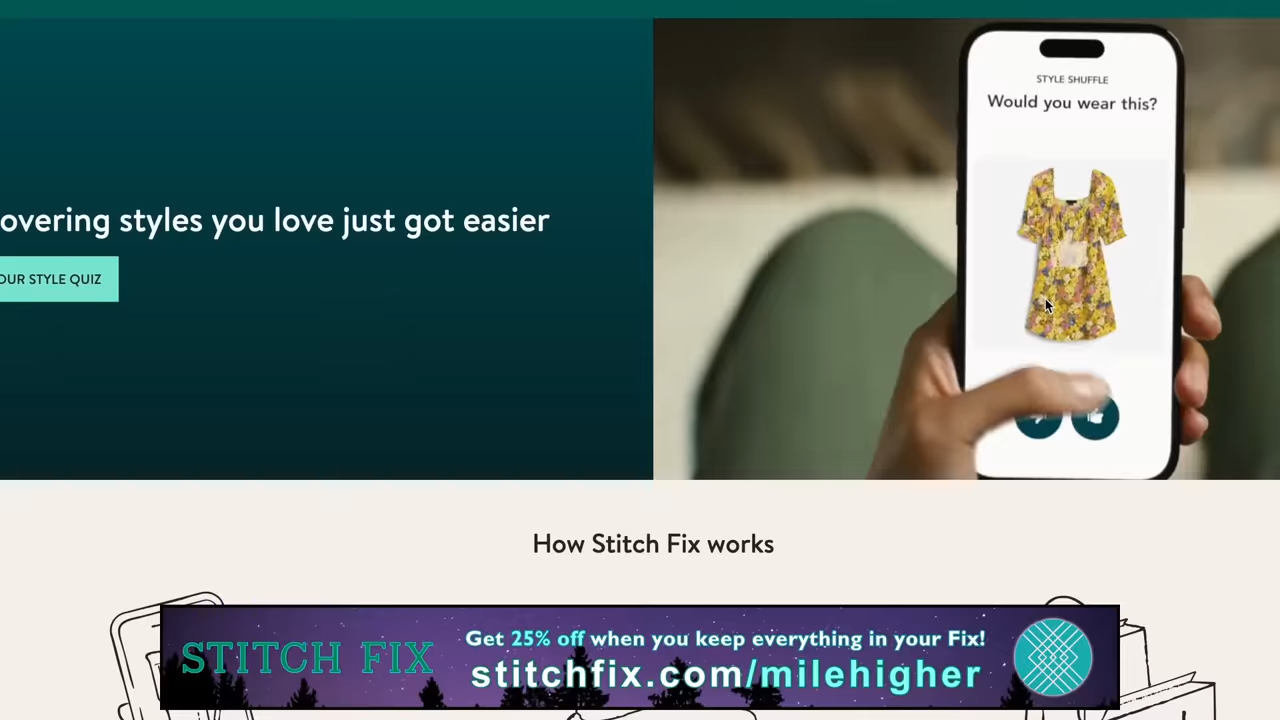 STYLE SHUFFLE
Would you wear this?
overing styles you love just got easier
OUR STYLE QUIZ
How Stitch Fix works
STITCH FIX
Get 25% off when you keep everything in your Fix!
stitchfix.com/milehigher